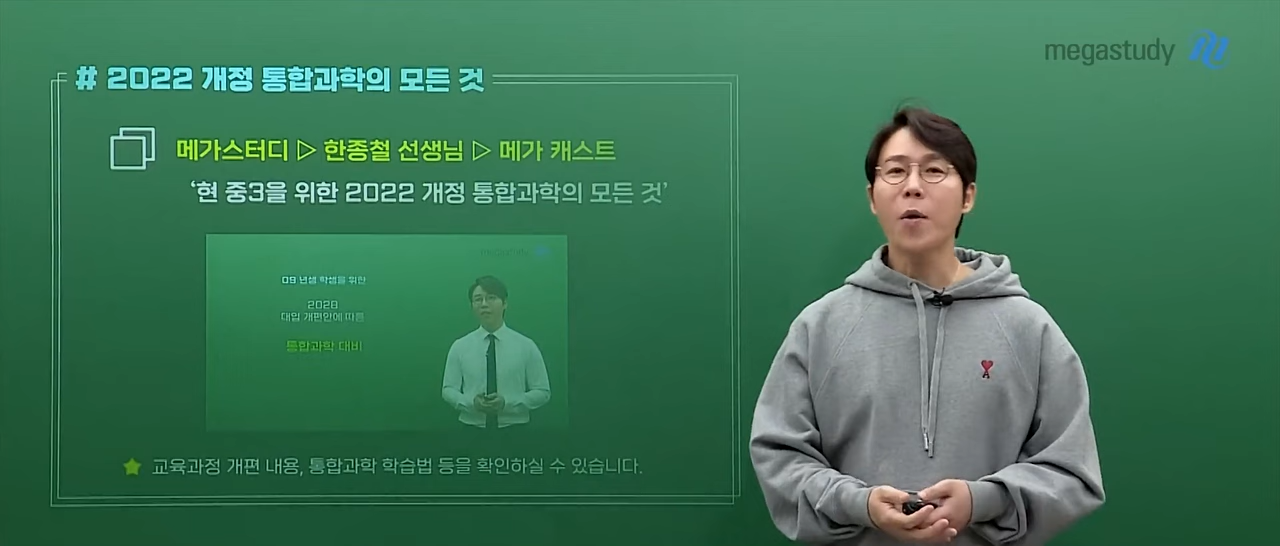 megastudy
# 2022 개정 통합과학의 모든 것
메가스터디 ▷ 한종철 선생님 ▷ 메가 캐스트
‘현 중3을 위한 2022 개정 통합과학의 모든 것’
megastudy
09 년생 학생을 위한
2028
대입 개편안에 따른
통합과학 대비
★ 교육과정 개편 내용, 통합과학 학습법 등을 확인하실 수 있습니다.